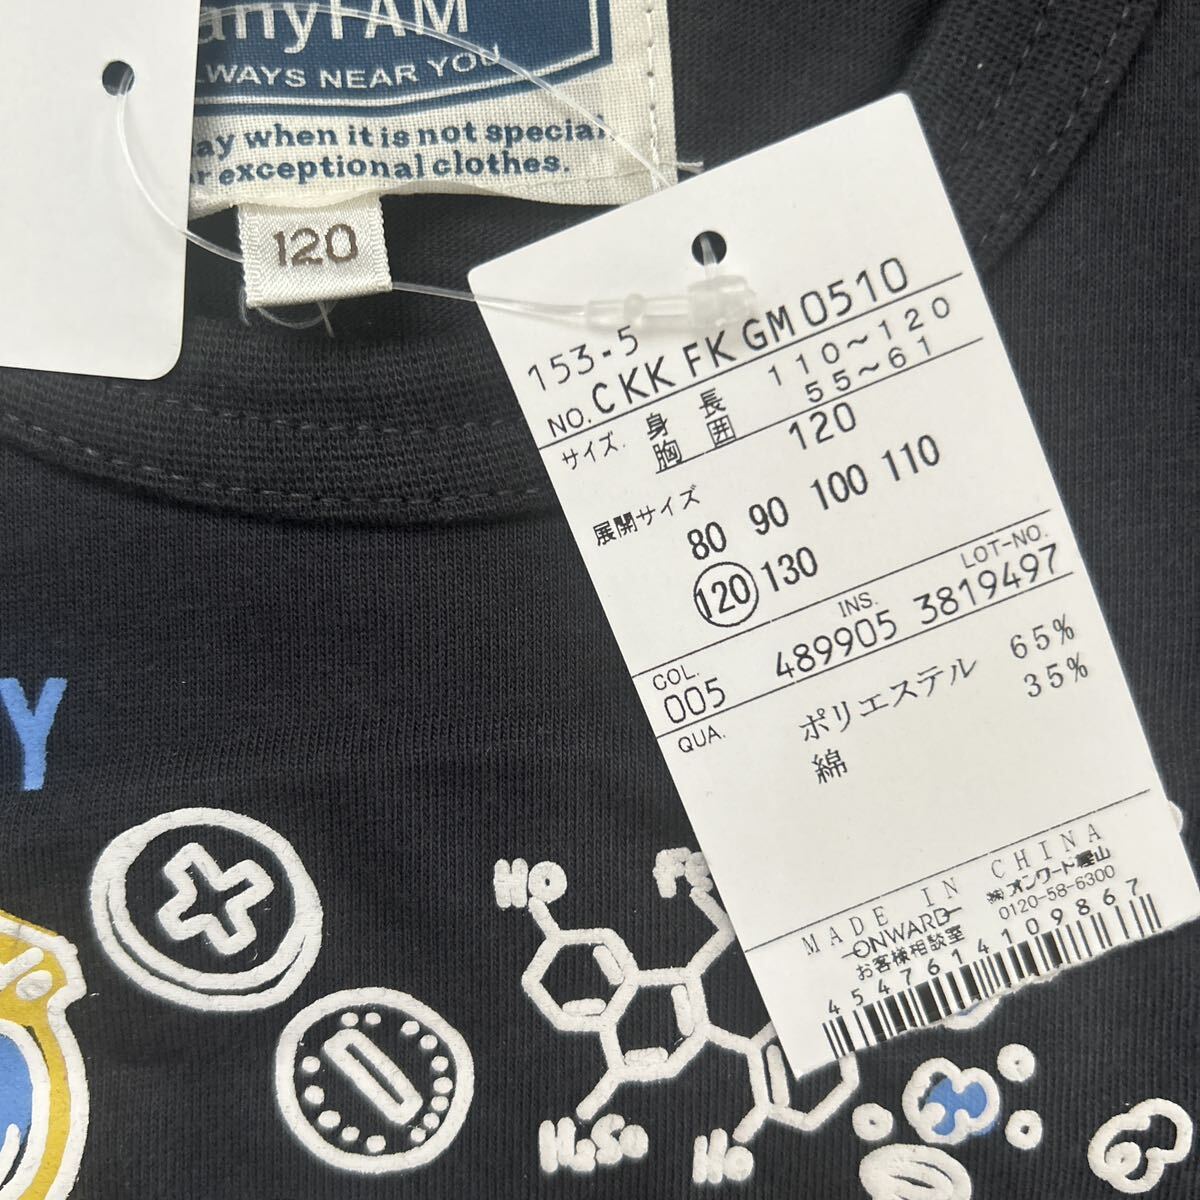 anyFAM
ALWAYS NEAR YOU
ay when it is not special,
r exceptional clothes.
120
153-5
NO. CKK FK GM0510
サイズ. 身長 110~120
胸囲 55~61
120
展開サイズ
80 90 100 110
120 130
COL. INS. LOT-NO.
005 489905 3819497
QUA. ポリエステル 65%
綿 35%
MADE IN CHINA
ONWARD ㈱オンワード樫山
お客様相談室 0120-58-6300
4547614109867
Y
HO
H2So
Ho